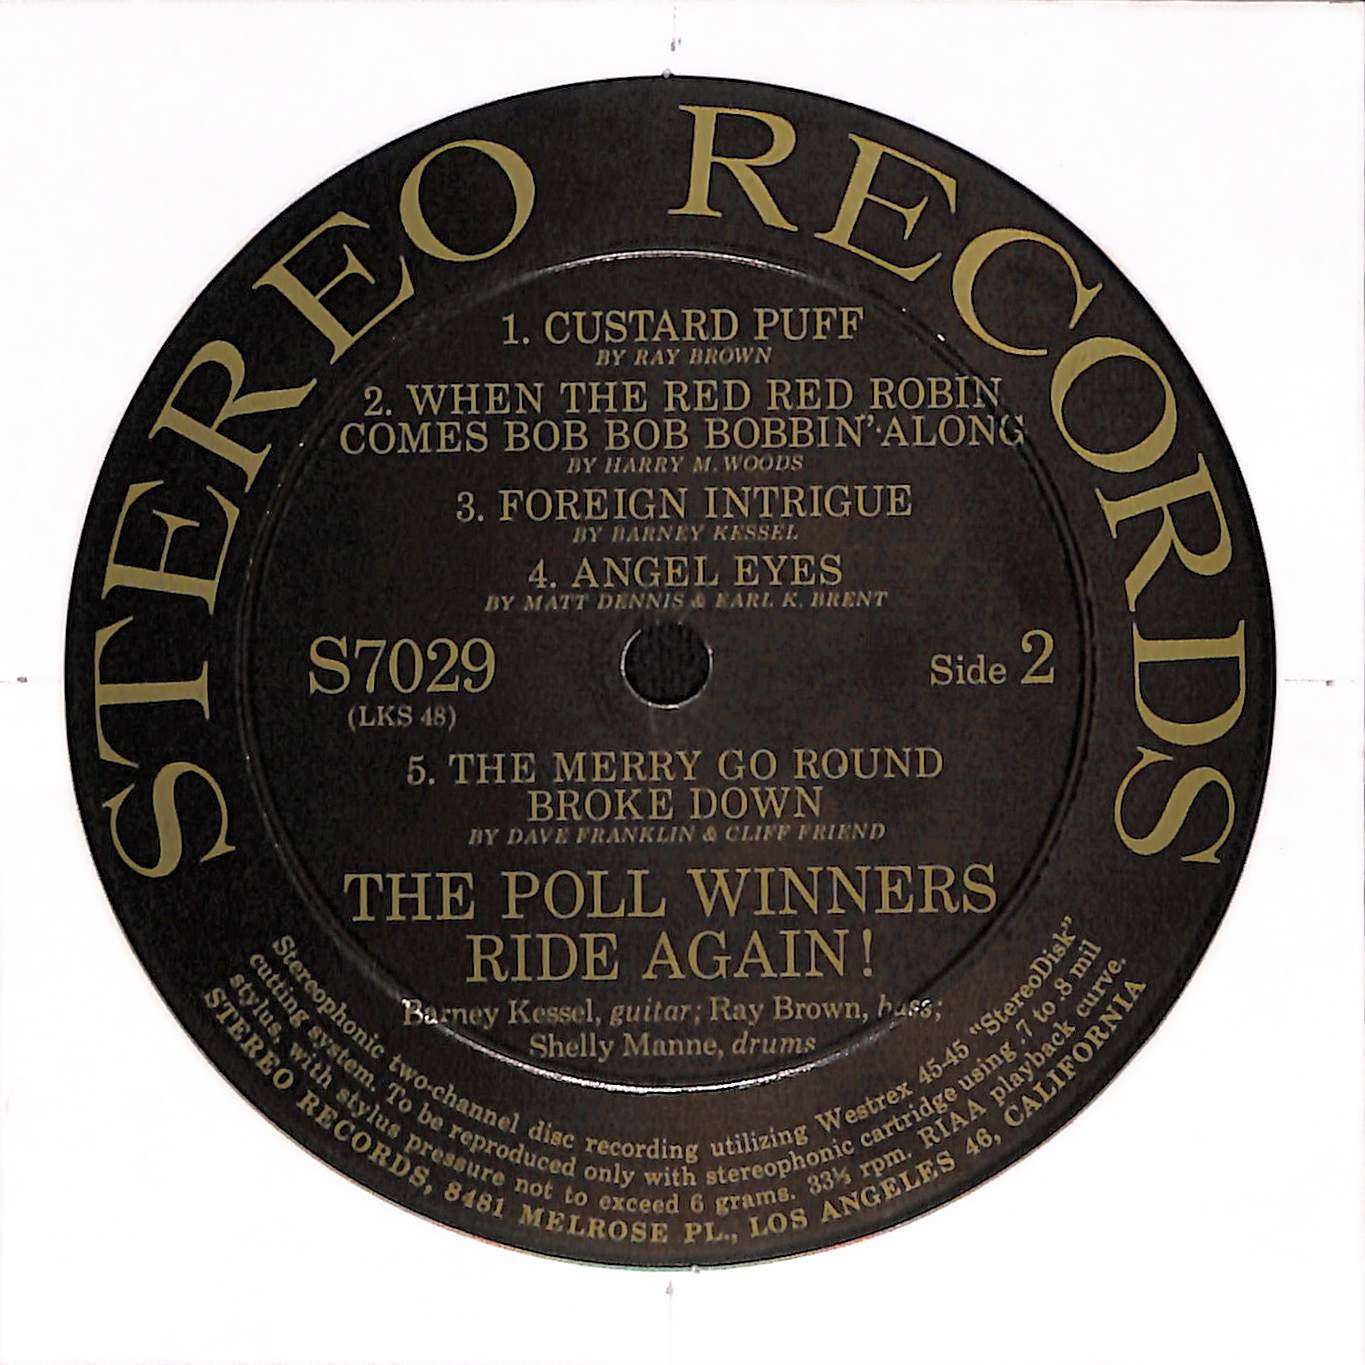 STEREO RECORDS
1. CUSTARD PUFF
BY RAY BROWN
2. WHEN THE RED RED ROBIN
COMES BOB BOB BOBBIN' ALONG
BY HARRY M. WOODS
3. FOREIGN INTRIGUE
BY BARNEY KESSEL
4. ANGEL EYES
BY MATT DENNIS & EARL K. BRENT
S7029
(LKS 48)
Side 2
5. THE MERRY GO ROUND
BROKE DOWN
BY DAVE FRANKLIN & CLIFF FRIEND
THE POLL WINNERS
RIDE AGAIN!
Barney Kessel, guitar; Ray Brown, bass;
Shelly Manne, drums
Stereophonic two-channel disc recording utilizing Westrex 45-45 "StereoDisk"
cutting system. To be reproduced only with stereophonic cartridge using .7 to .8 mil
stylus, with stylus pressure not to exceed 6 grams. 33⅓ rpm. RIAA playback curve.
STEREO RECORDS, 8481 MELROSE PL., LOS ANGELES 46, CALIFORNIA